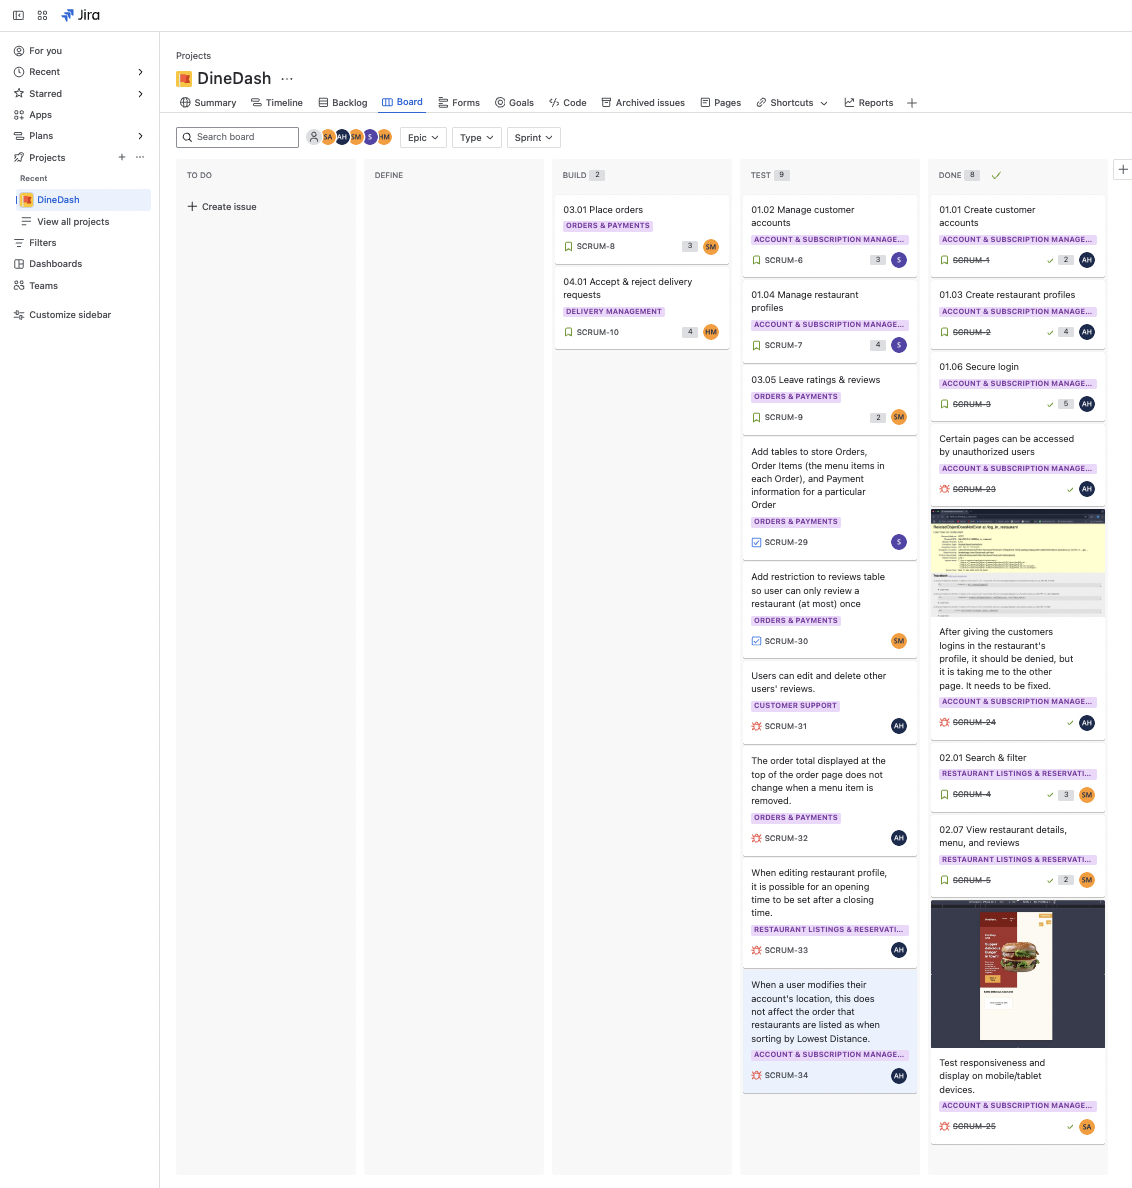 Jira
For you
Recent
Starred
Apps
Plans
Projects
Recent
DineDash
View all projects
Filters
Dashboards
Teams
Customize sidebar
Projects
DineDash
Summary
Timeline
Backlog
Board
Forms
Goals
Code
Archived issues
Pages
Shortcuts
Reports
Search board
SA
AH
SM
S
HM
Epic
Type
Sprint
TO DO
Create issue
DEFINE
BUILD 2
03.01 Place orders
ORDERS & PAYMENTS
SCRUM-8 3 SM
04.01 Accept & reject delivery
requests
DELIVERY MANAGEMENT
SCRUM-10 4 HM
TEST 9
01.02 Manage customer
accounts
ACCOUNT & SUBSCRIPTION MANAGE...
SCRUM-6 3 S
01.04 Manage restaurant
profiles
ACCOUNT & SUBSCRIPTION MANAGE...
SCRUM-7 4 S
03.05 Leave ratings & reviews
ORDERS & PAYMENTS
SCRUM-9 2 SM
Add tables to store Orders,
Order Items (the menu items in
each Order), and Payment
information for a particular
Order
ORDERS & PAYMENTS
SCRUM-29 S
Add restriction to reviews table
so user can only review a
restaurant (at most) once
ORDERS & PAYMENTS
SCRUM-30 SM
Users can edit and delete other
users' reviews.
CUSTOMER SUPPORT
SCRUM-31 AH
The order total displayed at the
top of the order page does not
change when a menu item is
removed.
ORDERS & PAYMENTS
SCRUM-32 AH
When editing restaurant profile,
it is possible for an opening
time to be set after a closing
time.
RESTAURANT LISTINGS & RESERVATI...
SCRUM-33 AH
When a user modifies their
account's location, this does
not affect the order that
restaurants are listed as when
sorting by Lowest Distance.
ACCOUNT & SUBSCRIPTION MANAGE...
SCRUM-34 AH
DONE 8
01.01 Create customer
accounts
ACCOUNT & SUBSCRIPTION MANAGE...
SCRUM-1 2 AH
01.03 Create restaurant profiles
ACCOUNT & SUBSCRIPTION MANAGE...
SCRUM-2 4 AH
01.06 Secure login
ACCOUNT & SUBSCRIPTION MANAGE...
SCRUM-3 5 AH
Certain pages can be accessed
by unauthorized users
ACCOUNT & SUBSCRIPTION MANAGE...
SCRUM-23 AH
After giving the customers
logins in the restaurant's
profile, it should be denied, but
it is taking me to the other
page. It needs to be fixed.
ACCOUNT & SUBSCRIPTION MANAGE...
SCRUM-24 AH
02.01 Search & filter
RESTAURANT LISTINGS & RESERVATI...
SCRUM-4 3 SM
02.07 View restaurant details,
menu, and reviews
RESTAURANT LISTINGS & RESERVATI...
SCRUM-5 2 SM
Test responsiveness and
display on mobile/tablet
devices.
ACCOUNT & SUBSCRIPTION MANAGE...
SCRUM-25 SA